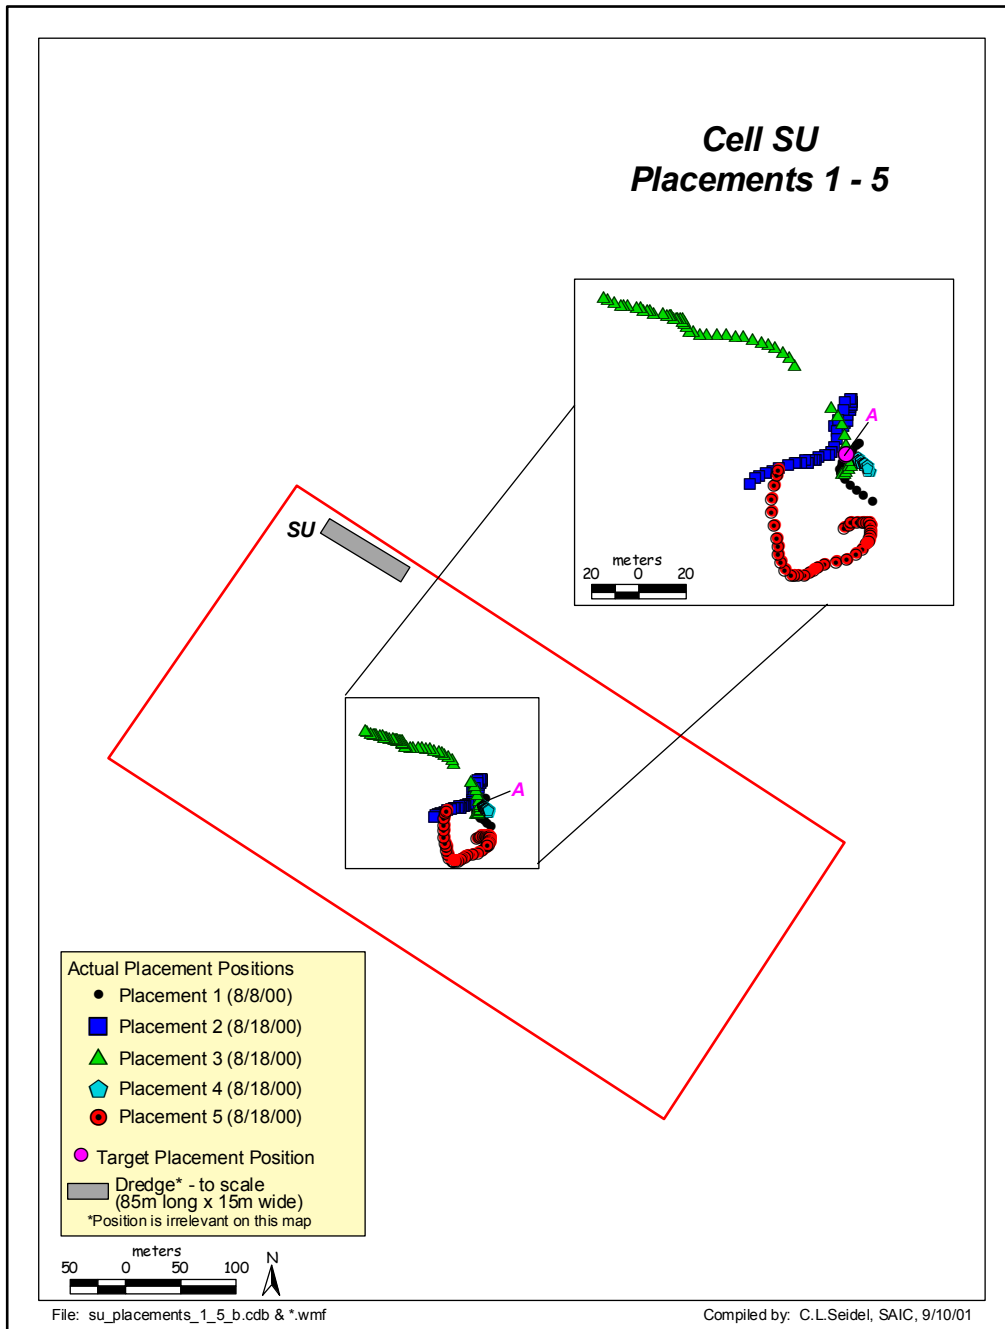 Cell SU
Placements 1 - 5
A
meters
20 0 20
SU
A
Actual Placement Positions
Placement 1 (8/8/00)
Placement 2 (8/18/00)
Placement 3 (8/18/00)
Placement 4 (8/18/00)
Placement 5 (8/18/00)
Target Placement Position
Dredge* - to scale
(85m long x 15m wide)
*Position is irrelevant on this map
meters
50 0 50 100
N
File: su_placements_1_5_b.cdb & *.wmf
Compiled by: C.L.Seidel, SAIC, 9/10/01